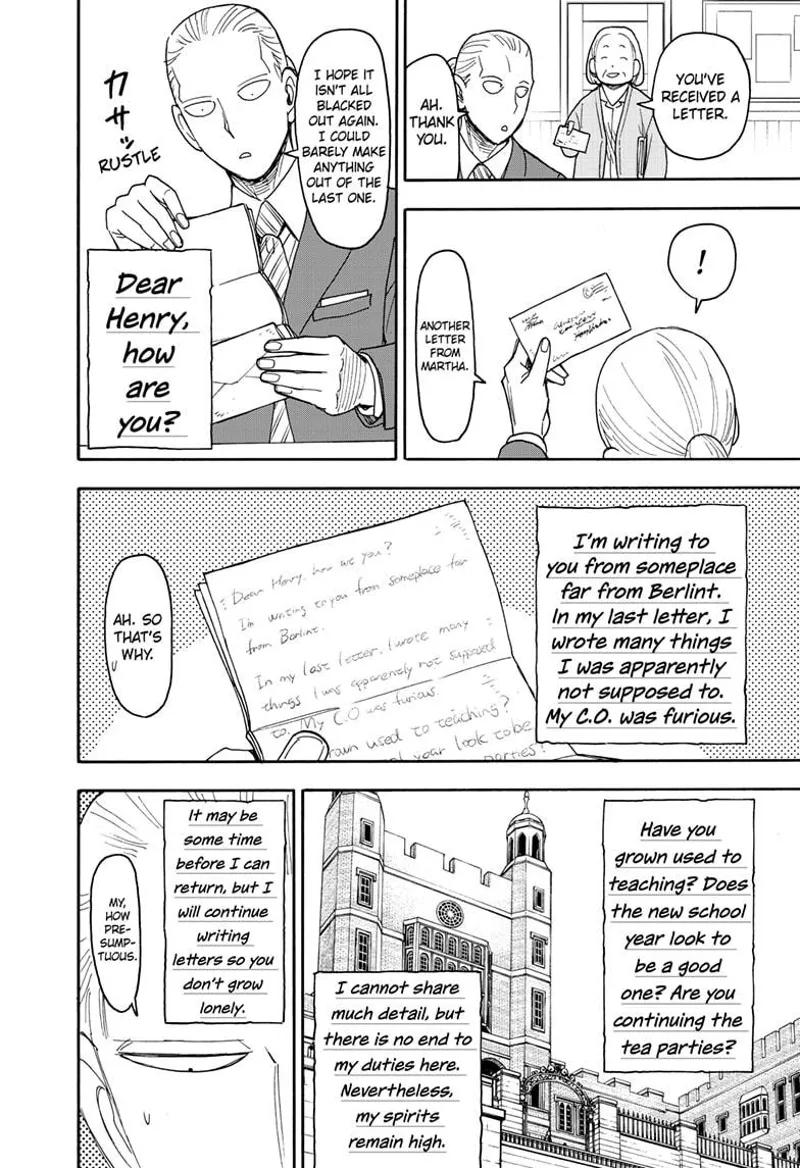 YOU'VE
RECEIVED A
LETTER.
AH.
THANK
YOU.
!
ANOTHER
LETTER
FROM
MARTHA.
I HOPE IT
ISN'T ALL
BLACKED
OUT AGAIN.
I COULD
BARELY MAKE
ANYTHING
OUT OF THE
LAST ONE.
カサッ
RUSTLE
Dear
Henry,
how
are
you?
I'm writing to
you from someplace
far from Berlint.
In my last letter, I
wrote many things
I was apparently
not supposed to.
My C.O. was furious.
Dear Henry, how are you?
I'm writing to you from someplace far
from Berlint.
In my last letter, I wrote many
things I was apparently not supposed
to. My C.O was furious.
rown used to teaching?
year look to be
parties?
AH. SO
THAT'S
WHY.
Have you
grown used to
teaching? Does
the new school
year look to
be a good
one? Are you
continuing the
tea parties?
I cannot share
much detail, but
there is no end to
my duties here.
Nevertheless,
my spirits
remain high.
It may be
some time
before I can
return, but I
will continue
writing
letters so you
don't grow
lonely.
MY,
HOW
PRE-
SUMP-
TUOUS.